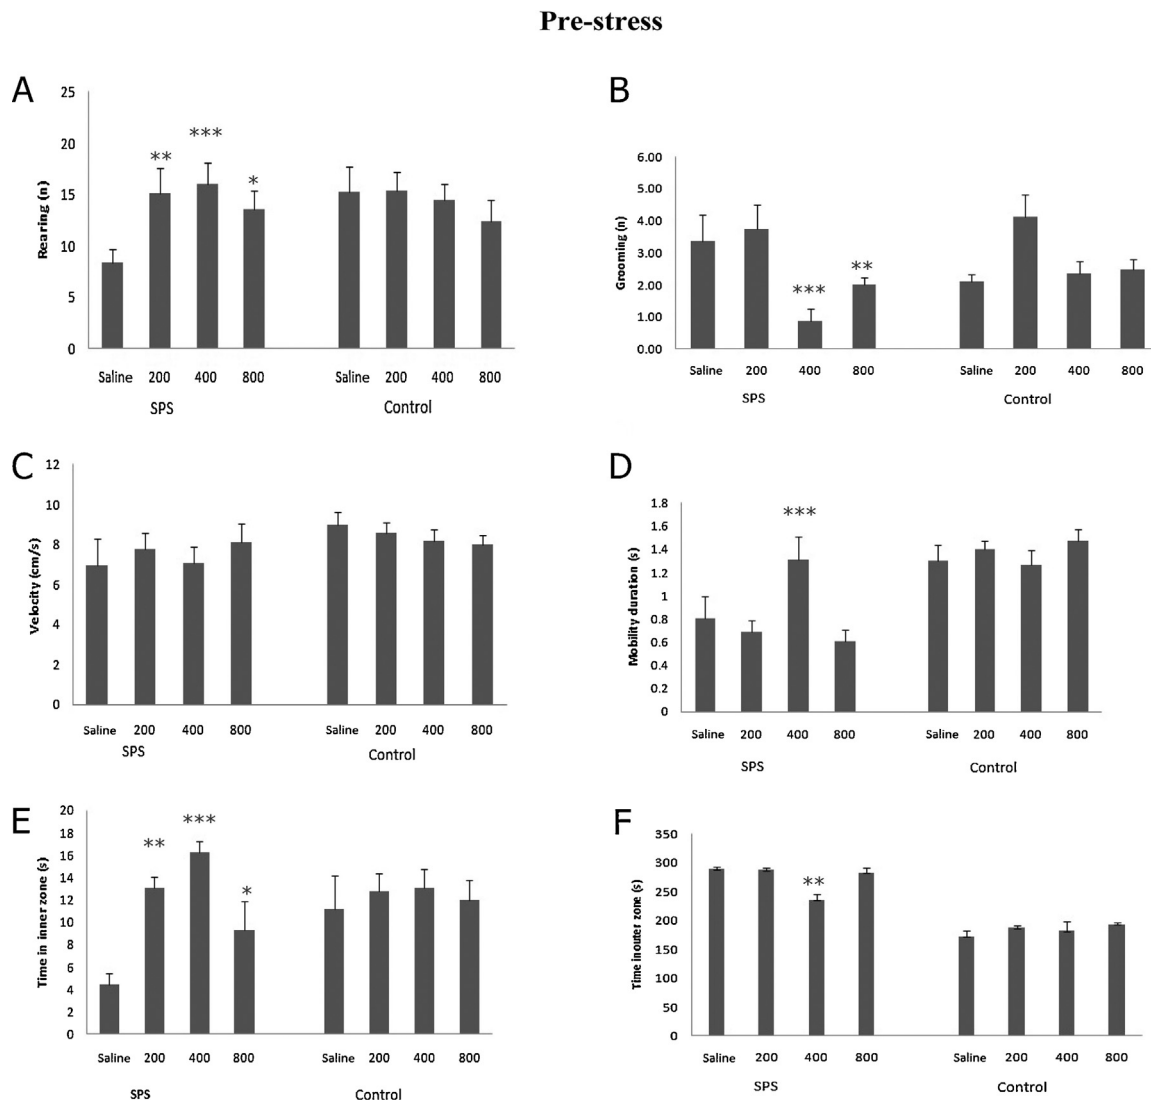 Pre-stress
A
25
20
15
10
5
0
Rearing (n)
**
***
*
Saline 200 400 800 Saline 200 400 800
SPS Control
B
6.00
5.00
4.00
3.00
2.00
1.00
0.00
Grooming (n)
***
**
Saline 200 400 800 Saline 200 400 800
SPS Control
C
12
10
8
6
4
2
0
Velocity (cm/s)
Saline 200 400 800 Saline 200 400 800
SPS Control
D
1.8
1.6
1.4
1.2
1
0.8
0.6
0.4
0.2
0
Mobility duration (s)
***
Saline 200 400 800 Saline 200 400 800
SPS Control
E
20
18
16
14
12
10
8
6
4
2
0
Time in inner zone (s)
**
***
*
Saline 200 400 800 Saline 200 400 800
SPS Control
F
350
300
250
200
150
100
50
0
Time inouter zone (s)
**
Saline 200 400 800 Saline 200 400 800
SPS Control